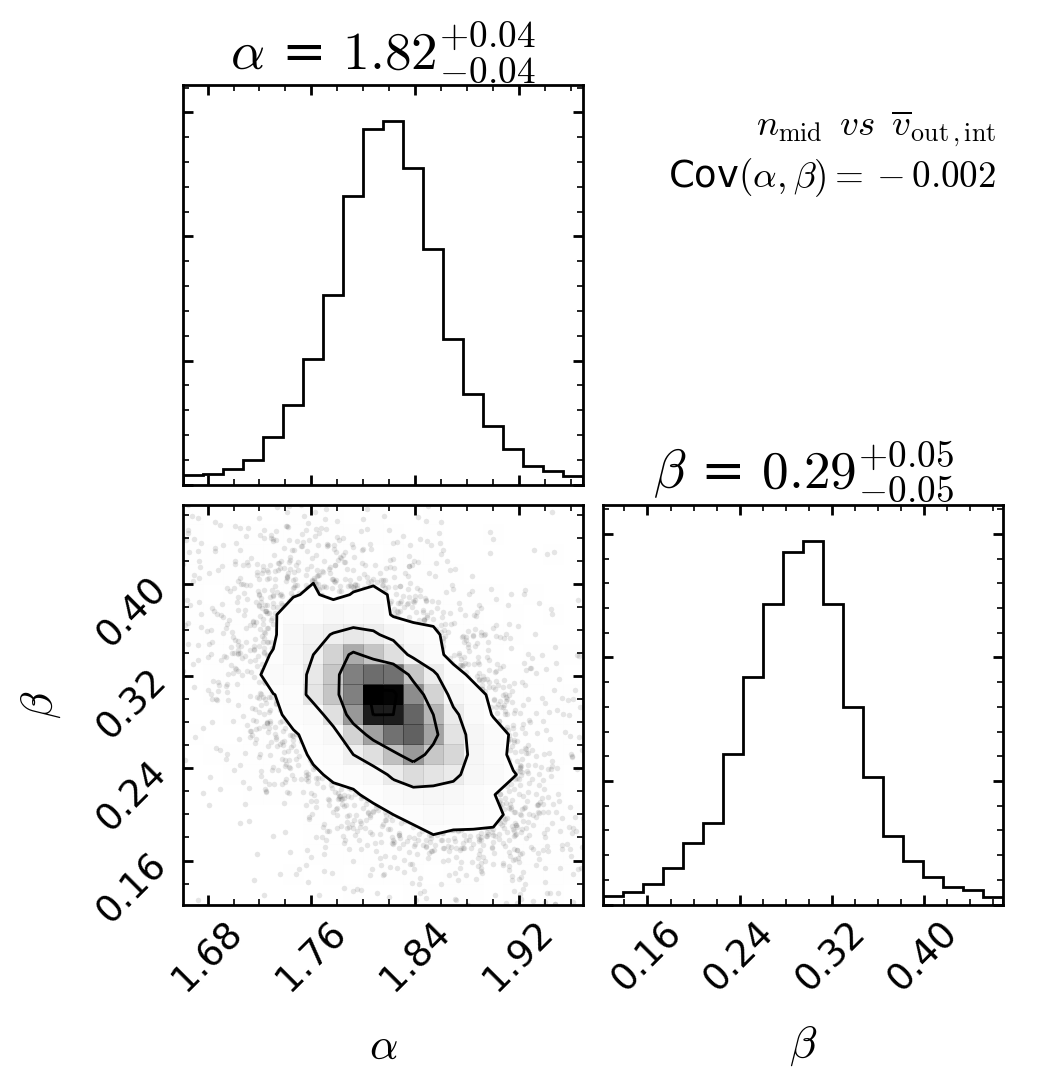 α = 1.82+0.04−0.04
n_mid vs v̅_out,int
Cov(α, β) = −0.002
β = 0.29+0.05−0.05
β
0.40
0.32
0.24
0.16
1.68 1.76 1.84 1.92
0.16 0.24 0.32 0.40
α
β